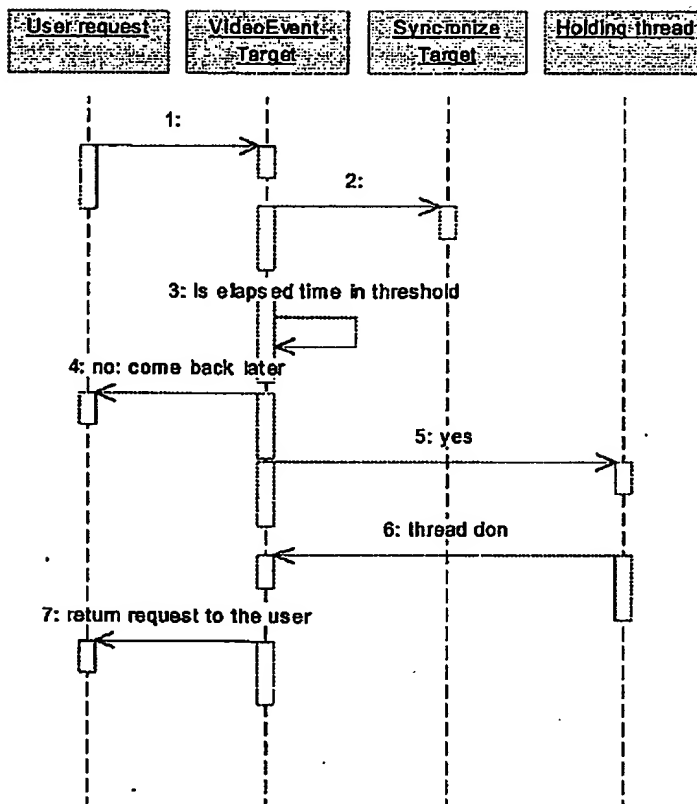 User request
VideoEvent
Target
Syncronize
Target
Holding thread
1:
2:
3: Is elapsed time in threshold
4: no: come back later
5: yes
6: thread don
7: return request to the user